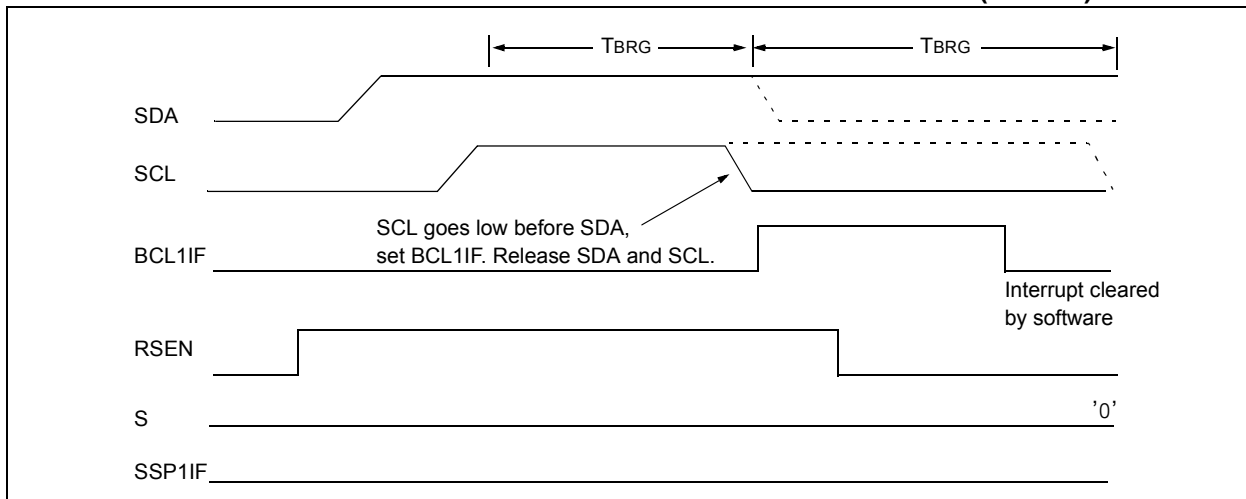 TBRG TBRG
SDA
SCL
SCL goes low before SDA,
set BCL1IF. Release SDA and SCL.
BCL1IF
Interrupt cleared
by software
RSEN
S '0'
SSP1IF